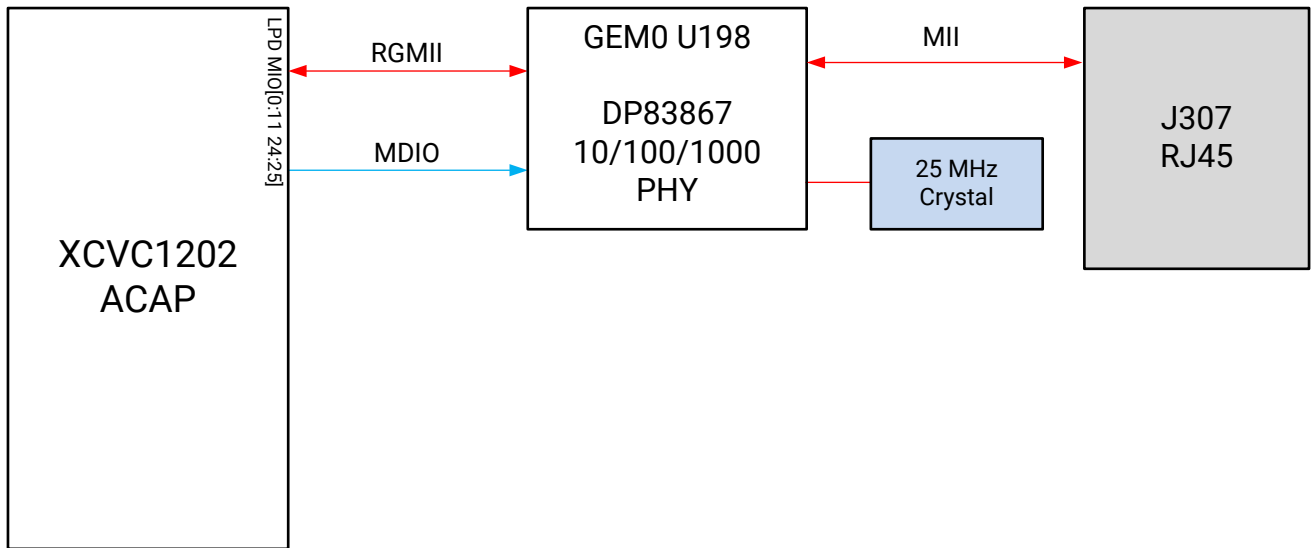 LPD MIO[0:11 24:25]
RGMII
MDIO
XCVC1202
ACAP
GEM0 U198
DP83867
10/100/1000
PHY
MII
25 MHz
Crystal
J307
RJ45